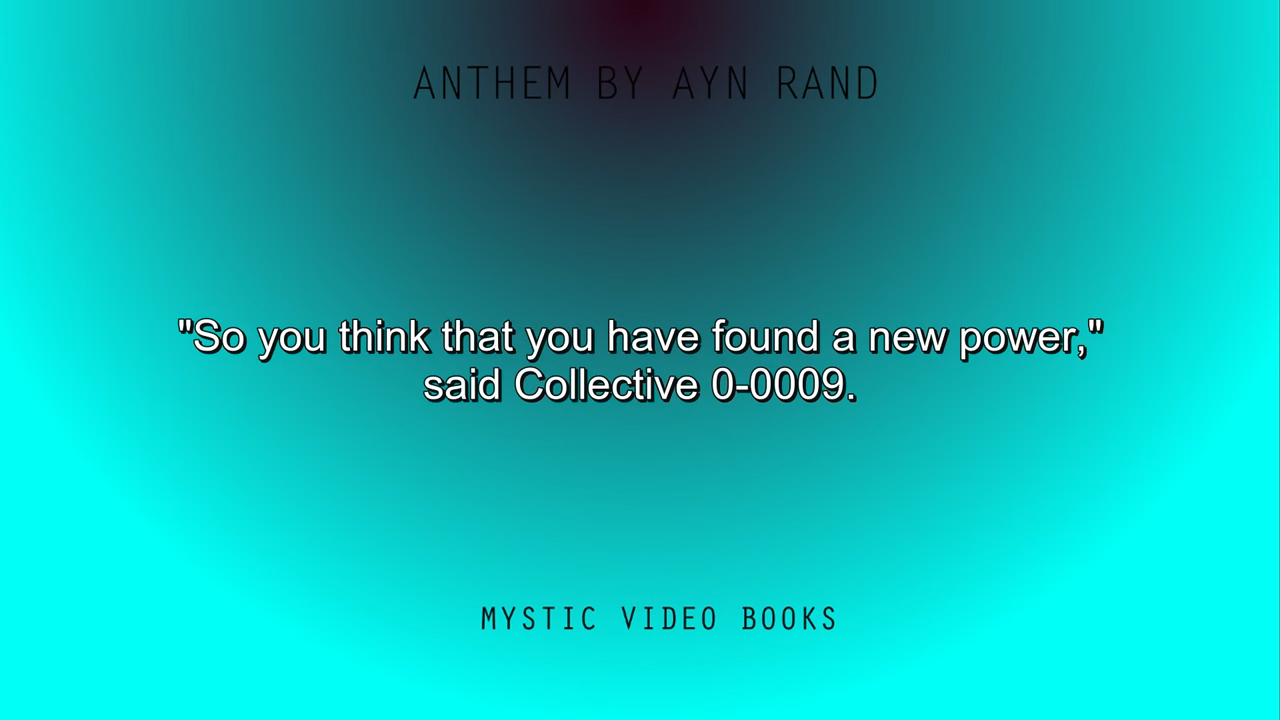 ANTHEM BY AYN RAND
"So you think that you have found a new power,"
said Collective 0-0009.
MYSTIC VIDEO BOOKS